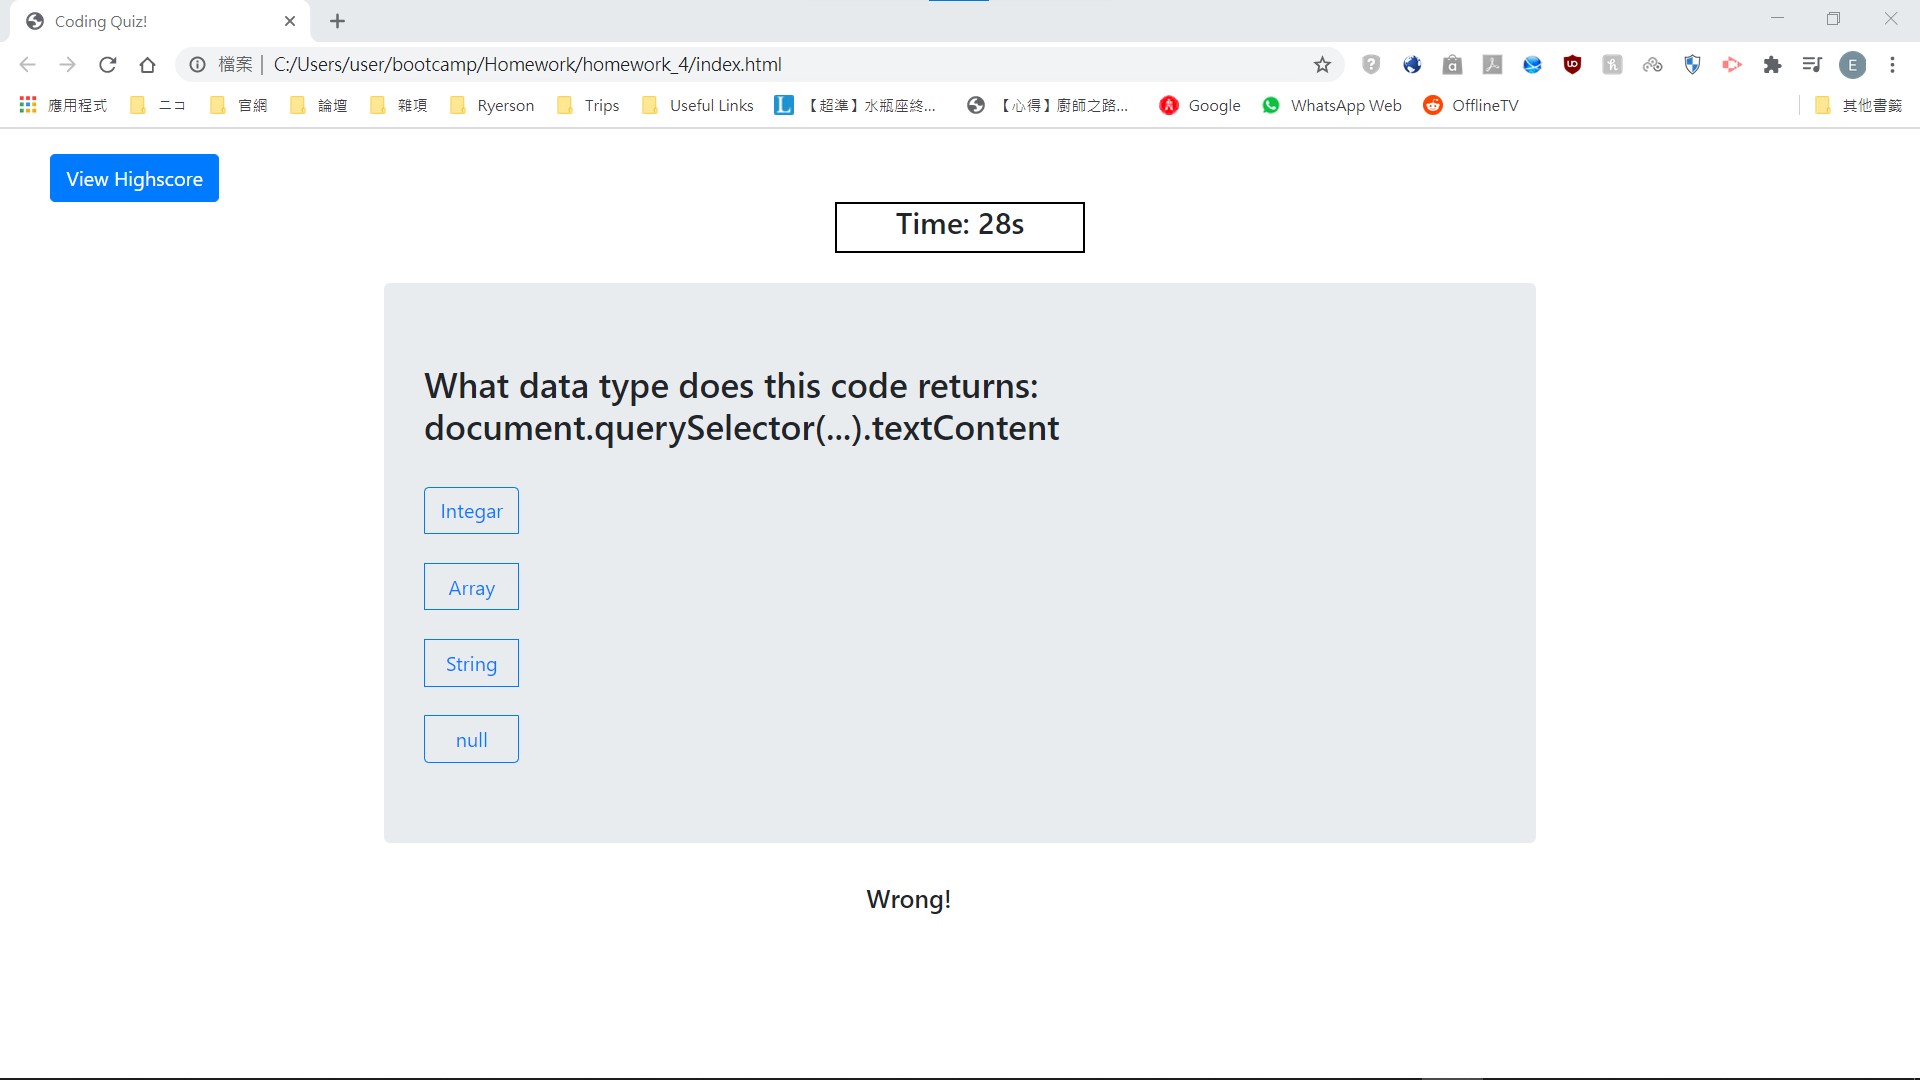 Coding Quiz!
檔案 | C:/Users/user/bootcamp/Homework/homework_4/index.html
E
應用程式 ニコ 官網 論壇 雜項 Ryerson Trips Useful Links 【超準】水瓶座終... 【心得】廚師之路... Google WhatsApp Web OfflineTV 其他書籤
View Highscore
Time: 28s
What data type does this code returns:
document.querySelector(...).textContent
Integar
Array
String
null
Wrong!